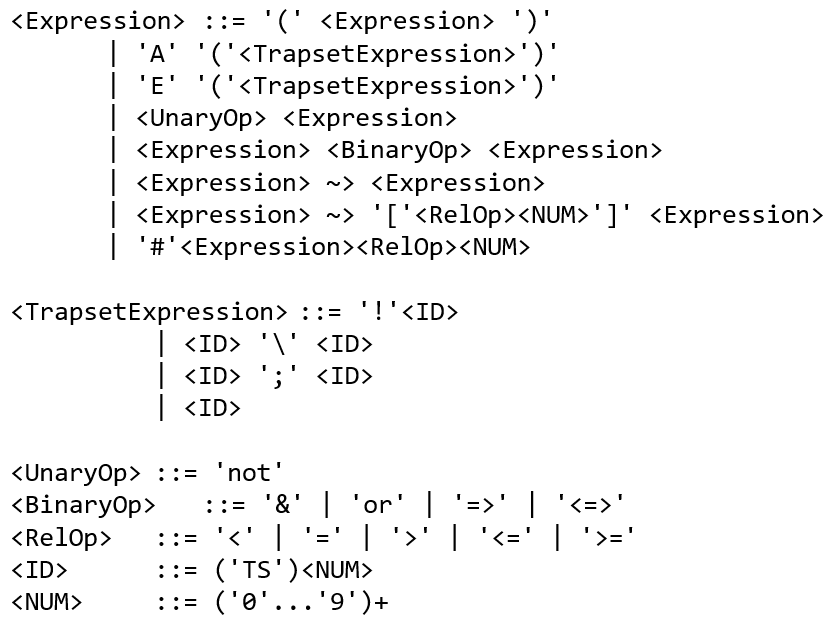 <Expression> ::= '(' <Expression> ')'
| 'A' '('<TrapsetExpression>')'
| 'E' '('<TrapsetExpression>')'
| <UnaryOp> <Expression>
| <Expression> <BinaryOp> <Expression>
| <Expression> ~> <Expression>
| <Expression> ~> '['<RelOp><NUM>']' <Expression>
| '#'<Expression><RelOp><NUM>
<TrapsetExpression> ::= '!'<ID>
| <ID> '\' <ID>
| <ID> ';' <ID>
| <ID>
<UnaryOp> ::= 'not'
<BinaryOp> ::= '&' | 'or' | '=>' | '<=>'
<RelOp> ::= '<' | '=' | '>' | '<=' | '>='
<ID> ::= ('TS')<NUM>
<NUM> ::= ('0'...'9')+